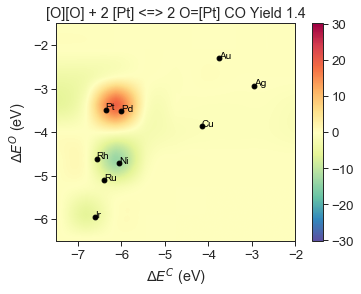 [O][O] + 2 [Pt] <=> 2 O=[Pt] CO Yield 1.4
30
−2
Au
20
Ag
−3
10
Pt
Pd
ΔE^O (eV)
−4
Cu
0
Rh
Ni
−10
−5
Ru
−20
−6
Ir
−30
−7
−6
−5
−4
−3
−2
ΔE^C (eV)